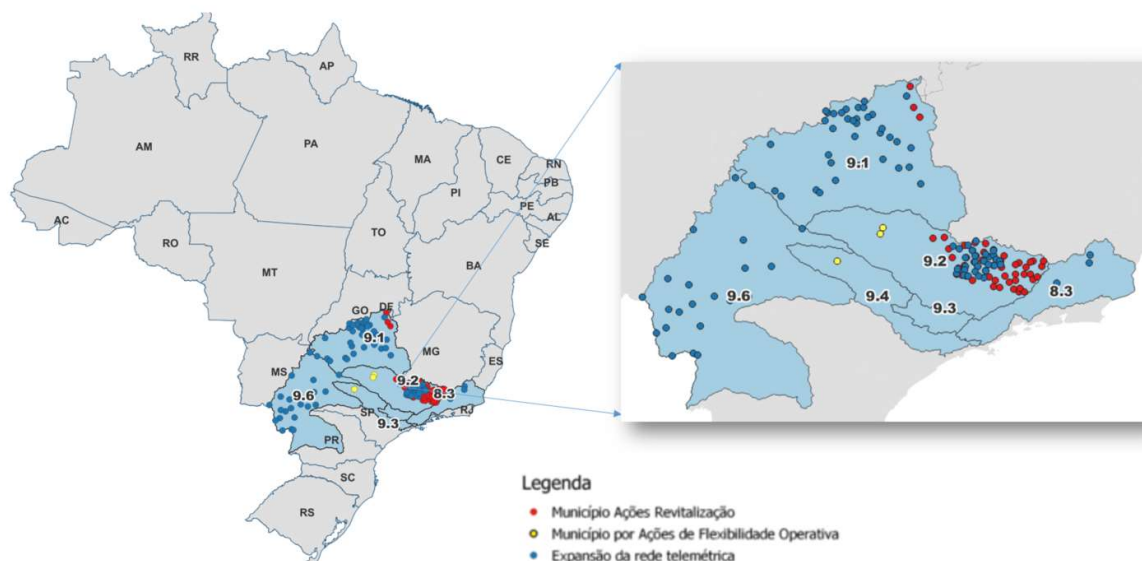 RR
AP
AM
PA
MA
CE
RN
PB
PI
PE
AL
SE
AC
RO
TO
BA
MT
GO
DF
9.1
MG
ES
MS
9.2
9.6
8.3
SP
RJ
9.3
PR
SC
RS
9.1
9.2
9.6
9.4
8.3
9.3
Legenda
Município Ações Revitalização
Município por Ações de Flexibilidade Operativa
Expansão da rede telemétrica